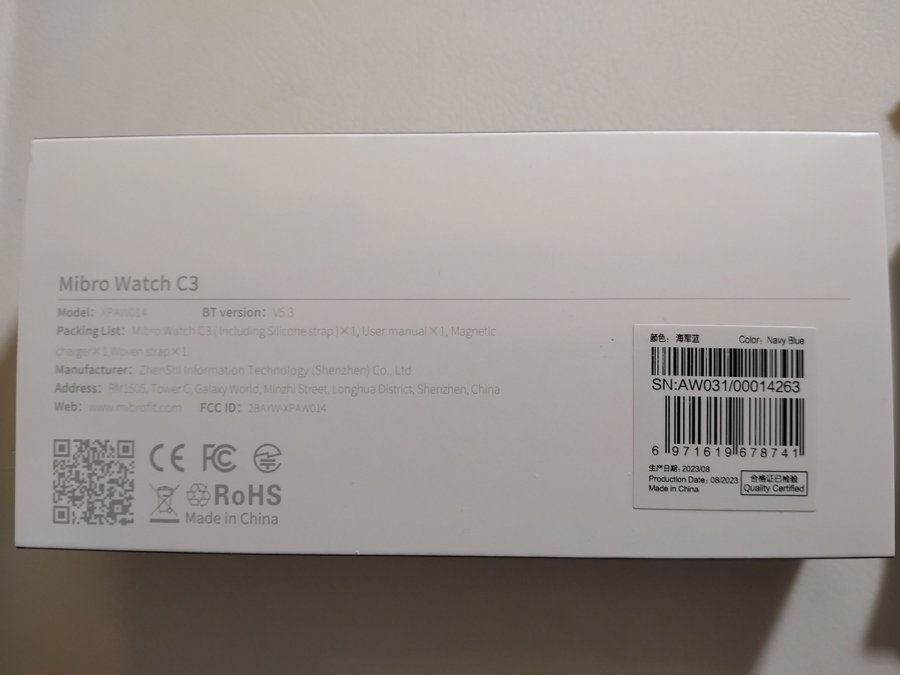 Mibro Watch C3
Model: XPAW014 BT version: V5.3
Packing List: Mibro Watch C3 ( Including Silicone strap )×1, User manual×1, Magnetic
charger×1,Woven strap×1.
Manufacturer: ZhenShi Information Technology (Shenzhen) Co., Ltd
Address: RM1505, Tower C, Galaxy World, Minzhi Street, Longhua District, Shenzhen, China
Web: www.mibrofit.com FCC ID: 2BAYW-XPAW014
CE FC
RoHS
Made in China
颜色: 海军蓝 Color: Navy Blue
SN:AW031/00014263
6 971619 678741
生产日期: 2023/08
Production Date: 08/2023
Made in China
合格证已检验
Quality Certified